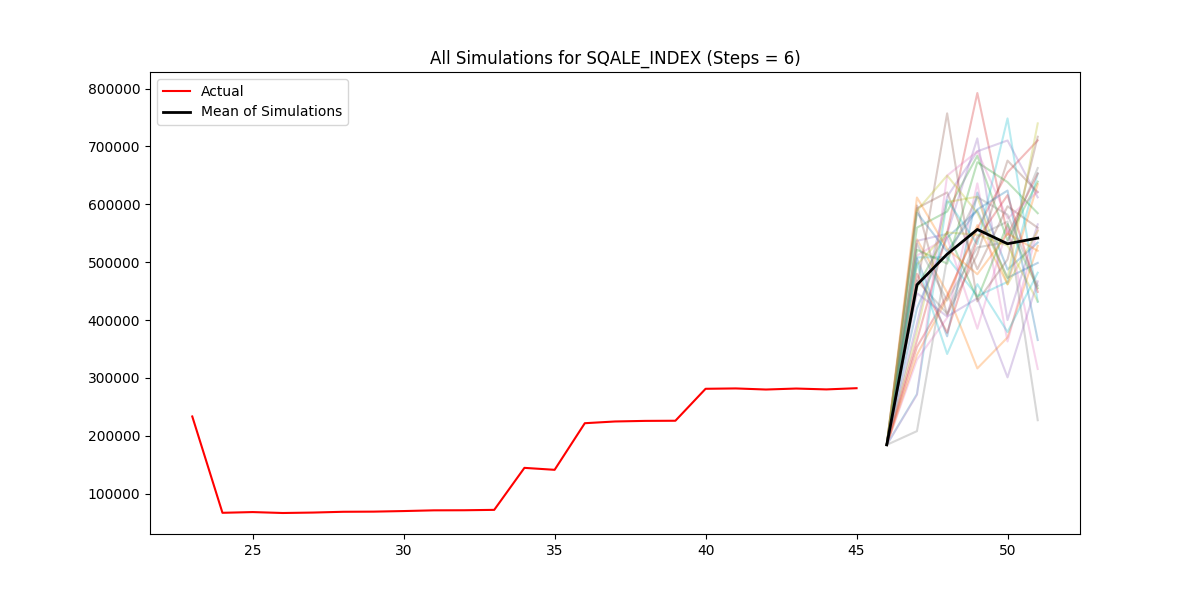 All Simulations for SQALE_INDEX (Steps = 6)
Actual
Mean of Simulations
800000
700000
600000
500000
400000
300000
200000
100000
25 30 35 40 45 50